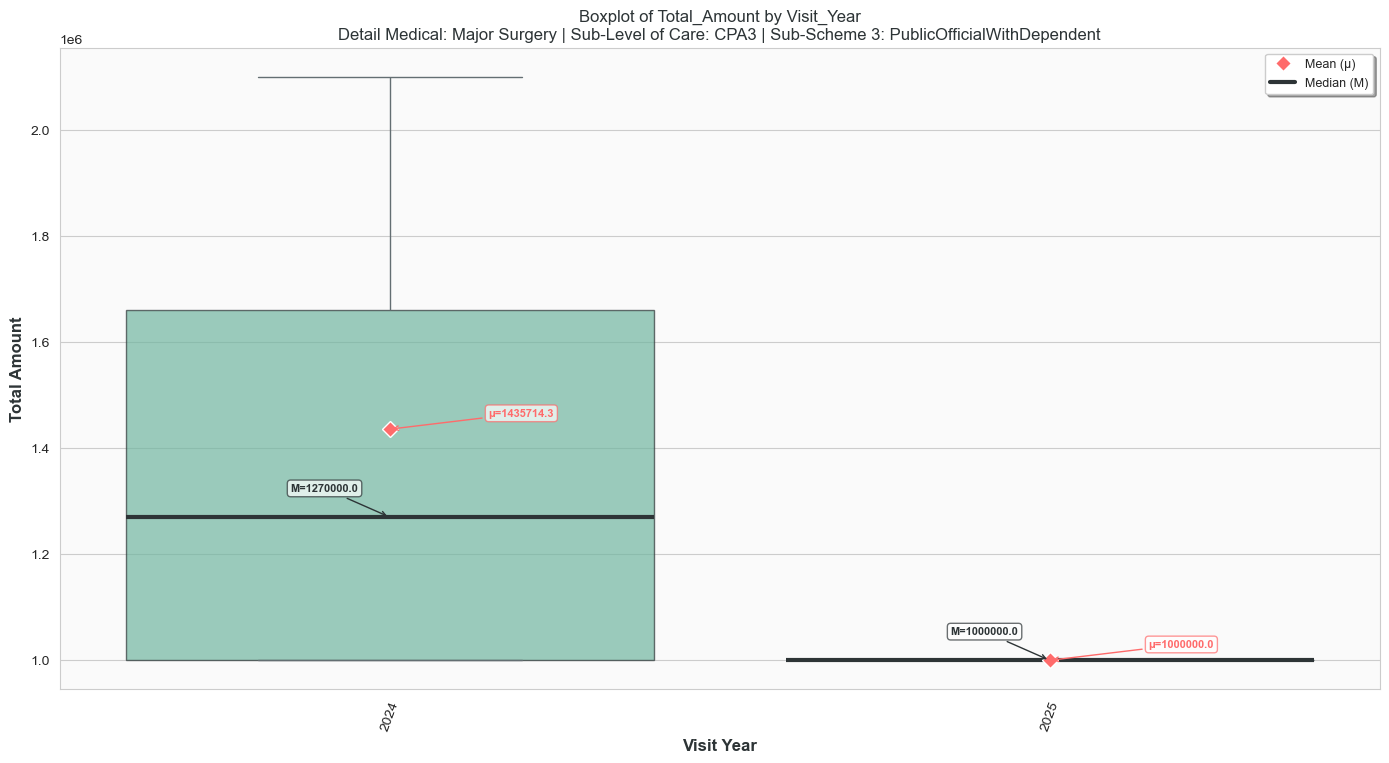 Boxplot of Total_Amount by Visit_Year
Detail Medical: Major Surgery | Sub-Level of Care: CPA3 | Sub-Scheme 3: PublicOfficialWithDependent
1e6
Mean (μ)
Median (M)
2.0
1.8
1.6
1.4
1.2
1.0
Total Amount
μ=1435714.3
M=1270000.0
M=1000000.0
μ=1000000.0
2024
2025
Visit Year